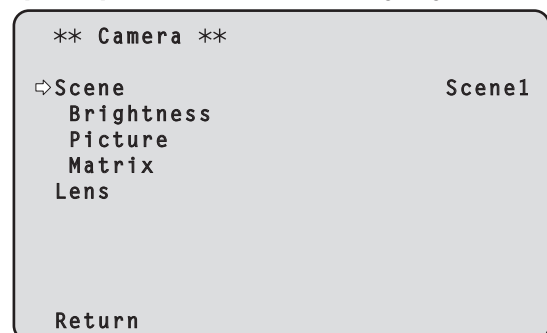 ** Camera **
⇨Scene Scene1
Brightness
Picture
Matrix
Lens
Return